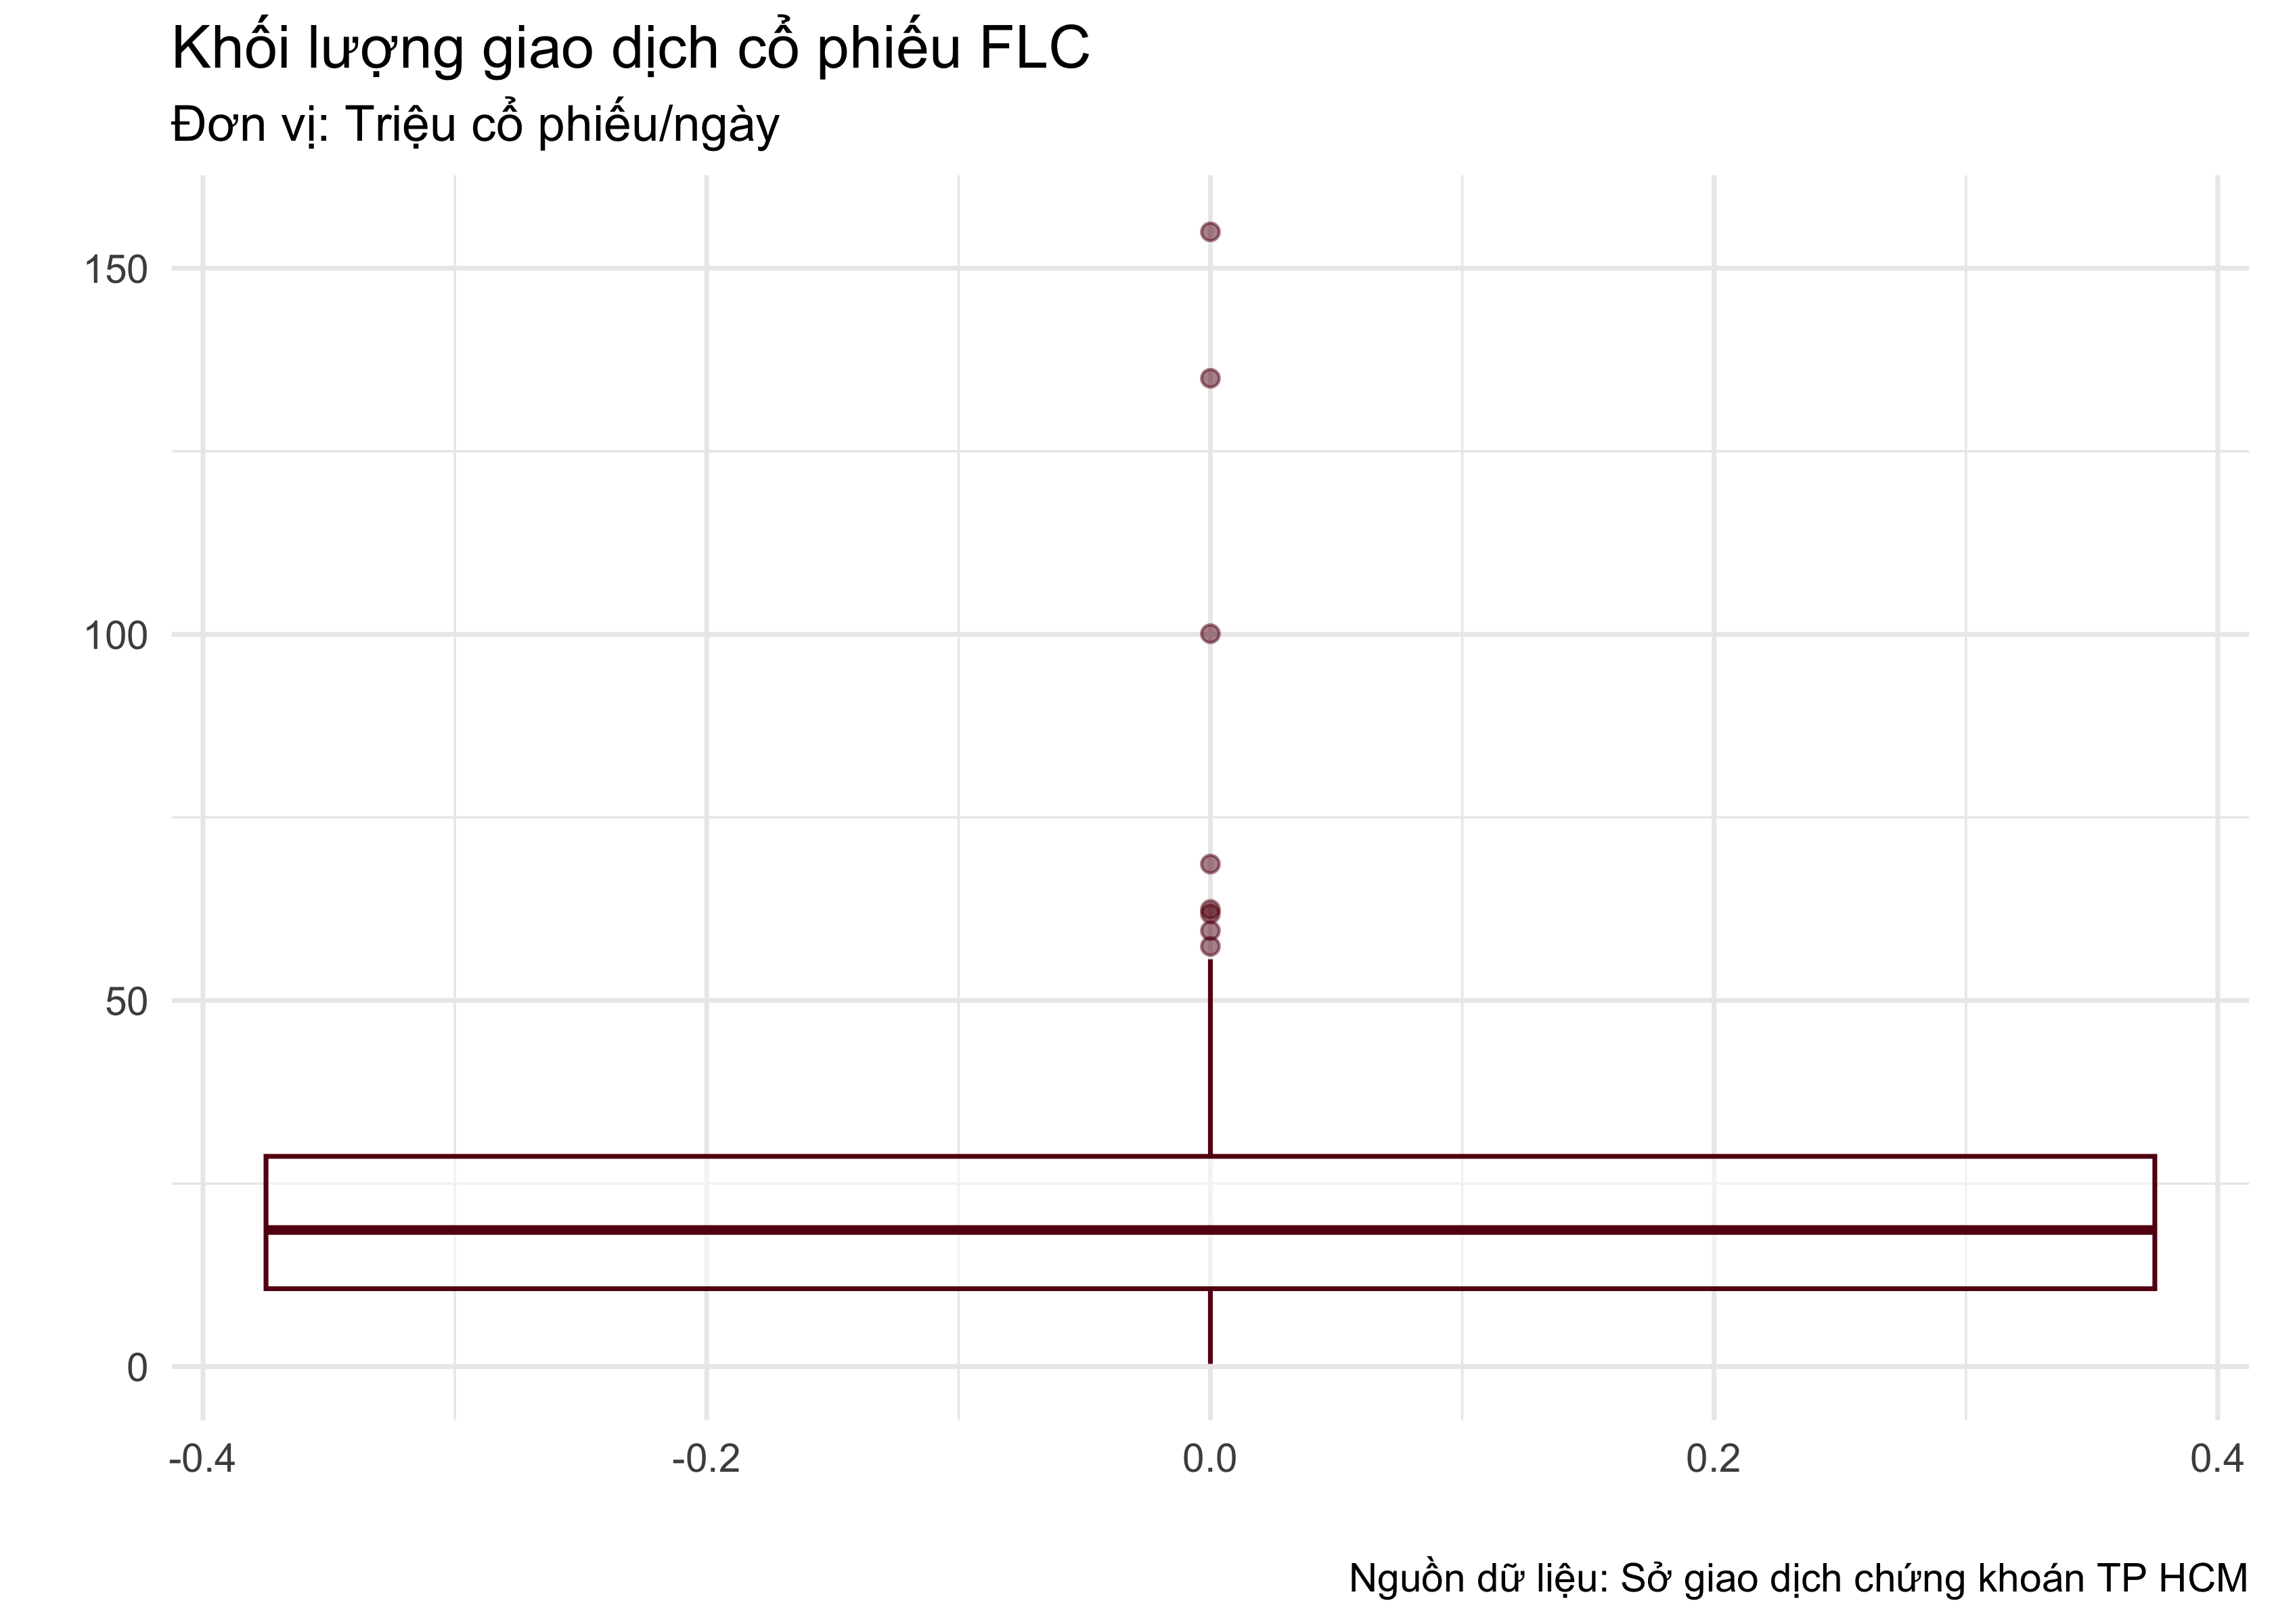 Khối lượng giao dịch cổ phiếu FLC
Đơn vị: Triệu cổ phiếu/ngày
150
100
50
0
-0.4 -0.2 0.0 0.2 0.4
Nguồn dữ liệu: Sở giao dịch chứng khoán TP HCM